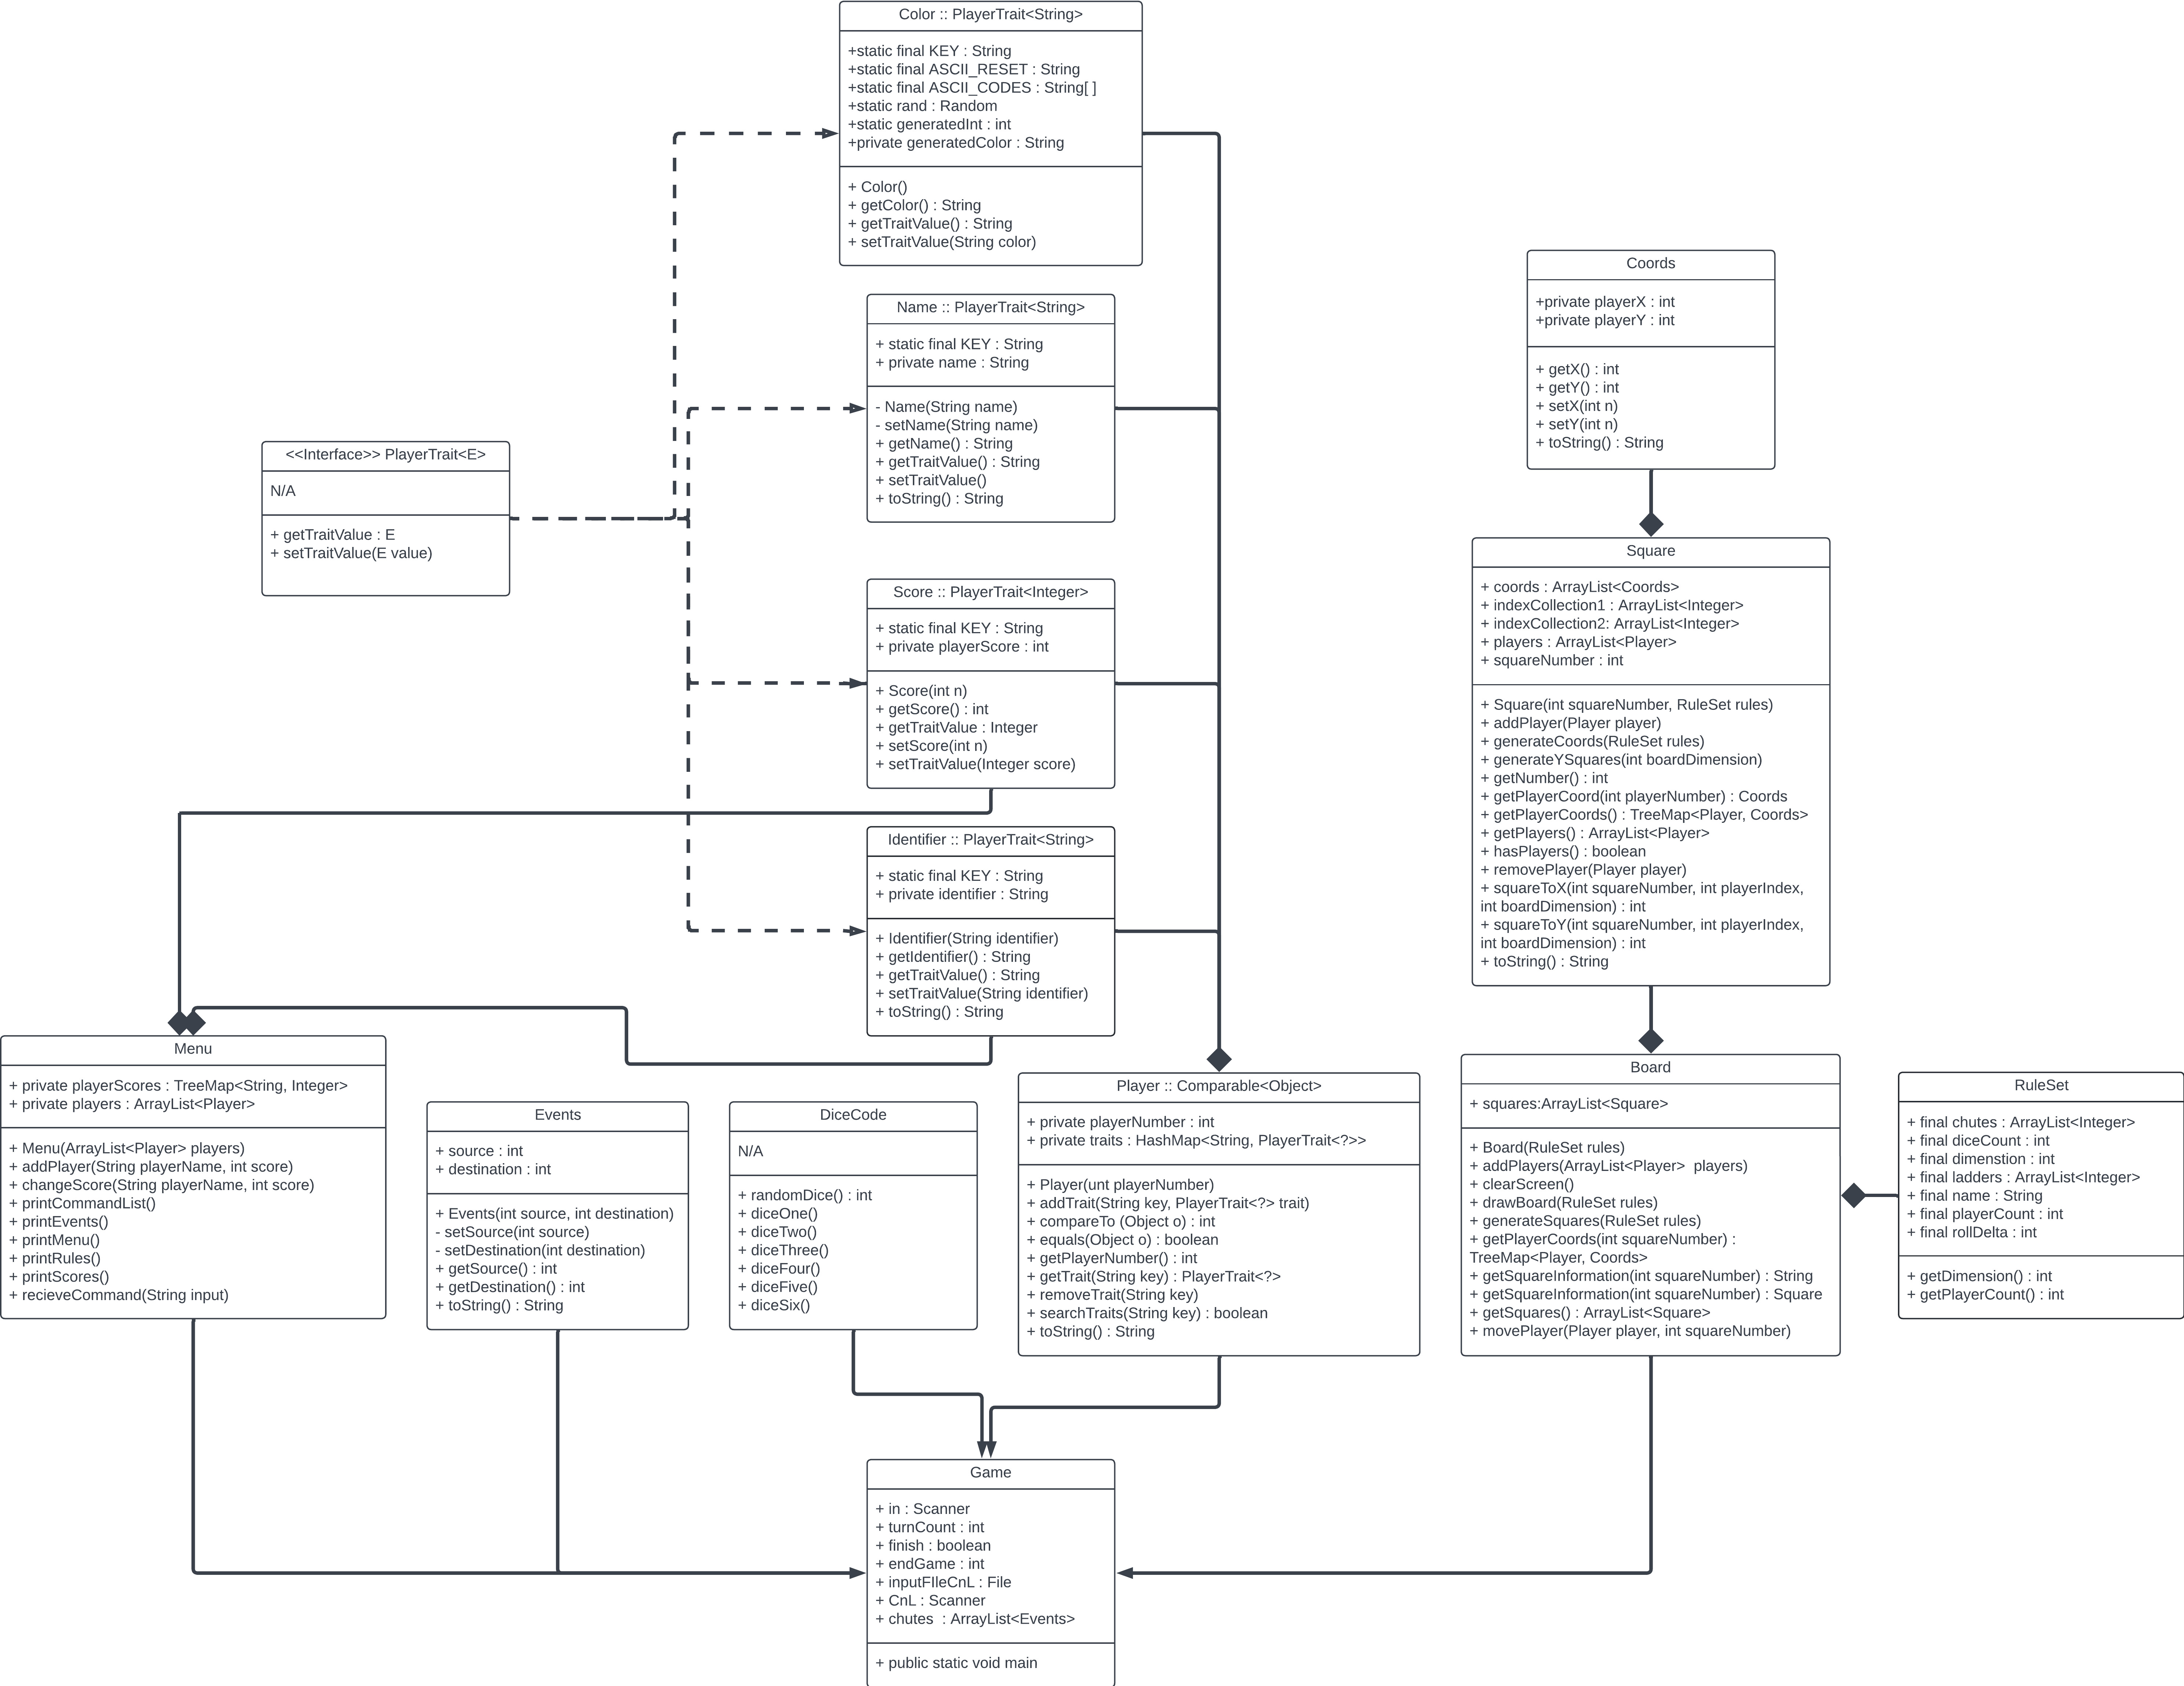 Color :: PlayerTrait<String>
+static final KEY : String
+static final ASCII_RESET : String
+static final ASCII_CODES : String[ ]
+static rand : Random
+static generatedInt : int
+private generatedColor : String
+ Color()
+ getColor() : String
+ getTraitValue() : String
+ setTraitValue(String color)
Name :: PlayerTrait<String>
+ static final KEY : String
+ private name : String
- Name(String name)
- setName(String name)
+ getName() : String
+ getTraitValue() : String
+ setTraitValue()
+ toString() : String
<<Interface>> PlayerTrait<E>
N/A
+ getTraitValue : E
+ setTraitValue(E value)
Score :: PlayerTrait<Integer>
+ static final KEY : String
+ private playerScore : int
+ Score(int n)
+ getScore() : int
+ getTraitValue : Integer
+ setScore(int n)
+ setTraitValue(Integer score)
Identifier :: PlayerTrait<String>
+ static final KEY : String
+ private identifier : String
+ Identifier(String identifier)
+ getIdentifier() : String
+ getTraitValue() : String
+ setTraitValue(String identifier)
+ toString() : String
Coords
+private playerX : int
+private playerY : int
+ getX() : int
+ getY() : int
+ setX(int n)
+ setY(int n)
+ toString() : String
Square
+ coords : ArrayList<Coords>
+ indexCollection1 : ArrayList<Integer>
+ indexCollection2: ArrayList<Integer>
+ players : ArrayList<Player>
+ squareNumber : int
+ Square(int squareNumber, RuleSet rules)
+ addPlayer(Player player)
+ generateCoords(RuleSet rules)
+ generateYSquares(int boardDimension)
+ getNumber() : int
+ getPlayerCoord(int playerNumber) : Coords
+ getPlayerCoords() : TreeMap<Player, Coords>
+ getPlayers() : ArrayList<Player>
+ hasPlayers() : boolean
+ removePlayer(Player player)
+ squareToX(int squareNumber, int playerIndex,
int boardDimension) : int
+ squareToY(int squareNumber, int playerIndex,
int boardDimension) : int
+ toString() : String
Menu
+ private playerScores : TreeMap<String, Integer>
+ private players : ArrayList<Player>
+ Menu(ArrayList<Player> players)
+ addPlayer(String playerName, int score)
+ changeScore(String playerName, int score)
+ printCommandList()
+ printEvents()
+ printMenu()
+ printRules()
+ printScores()
+ recieveCommand(String input)
Events
+ source : int
+ destination : int
+ Events(int source, int destination)
- setSource(int source)
- setDestination(int destination)
+ getSource() : int
+ getDestination() : int
+ toString() : String
DiceCode
N/A
+ randomDice() : int
+ diceOne()
+ diceTwo()
+ diceThree()
+ diceFour()
+ diceFive()
+ diceSix()
Player :: Comparable<Object>
+ private playerNumber : int
+ private traits : HashMap<String, PlayerTrait<?>>
+ Player(unt playerNumber)
+ addTrait(String key, PlayerTrait<?> trait)
+ compareTo (Object o) : int
+ equals(Object o) : boolean
+ getPlayerNumber() : int
+ getTrait(String key) : PlayerTrait<?>
+ removeTrait(String key)
+ searchTraits(String key) : boolean
+ toString() : String
Board
+ squares:ArrayList<Square>
+ Board(RuleSet rules)
+ addPlayers(ArrayList<Player>  players)
+ clearScreen()
+ drawBoard(RuleSet rules)
+ generateSquares(RuleSet rules)
+ getPlayerCoords(int squareNumber) :
TreeMap<Player, Coords>
+ getSquareInformation(int squareNumber) : String
+ getSquareInformation(int squareNumber) : Square
+ getSquares() : ArrayList<Square>
+ movePlayer(Player player, int squareNumber)
RuleSet
+ final chutes : ArrayList<Integer>
+ final diceCount : int
+ final dimenstion : int
+ final ladders : ArrayList<Integer>
+ final name : String
+ final playerCount : int
+ final rollDelta : int
+ getDimension() : int
+ getPlayerCount() : int
Game
+ in : Scanner
+ turnCount : int
+ finish : boolean
+ endGame : int
+ inputFIleCnL : File
+ CnL : Scanner
+ chutes  : ArrayList<Events>
+ public static void main